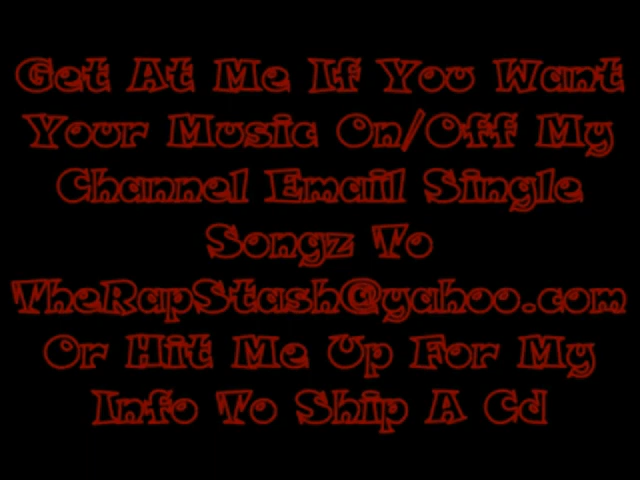 Get At Me If You Want
Your Music On/Off My
Channel Email Single
Songz To
TheRapStash@yahoo.com
Or Hit Me Up For My
Info To Ship A Cd